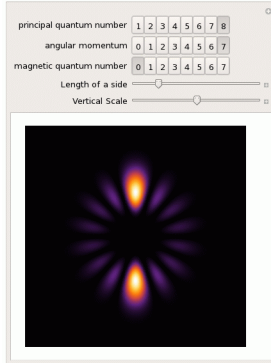 principal quantum number 1 2 3 4 5 6 7 8
angular momentum 0 1 2 3 4 5 6 7
magnetic quantum number 0 1 2 3 4 5 6 7
Length of a side
Vertical Scale